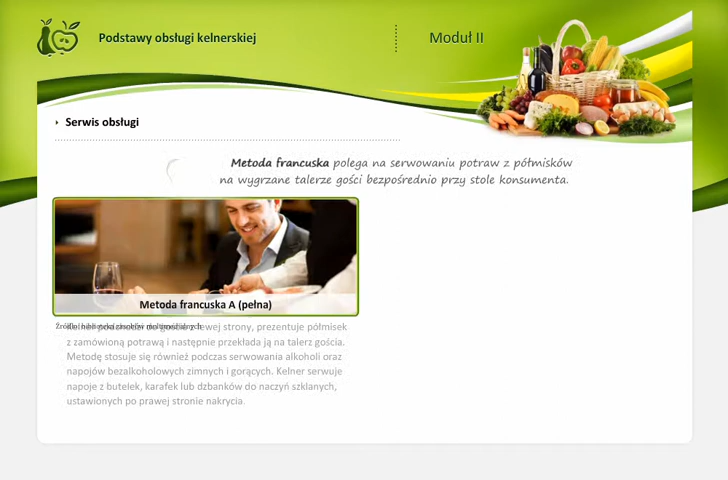 Podstawy obsługi kelnerskiej
Moduł II
Serwis obsługi
Metoda francuska polega na serwowaniu potraw z półmisków
na wygrzane talerze gości bezpośrednio przy stole konsumenta.
Metoda francuska A (pełna)
lewej strony, prezentuje półmisek
z zamówioną potrawą i następnie przekłada ją na talerz gościa.
Metodę stosuje się również podczas serwowania alkoholi oraz
napojów bezalkoholowych zimnych i gorących. Kelner serwuje
napoje z butelek, karafek lub dzbanków do naczyń szklanych,
ustawionych po prawej stronie nakrycia.